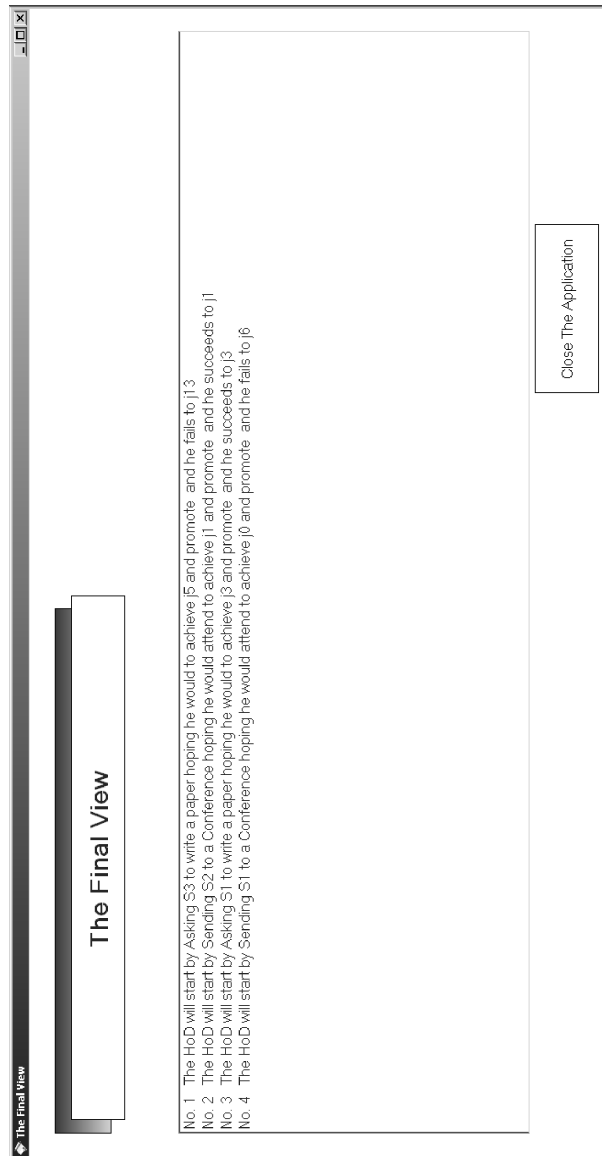 The Final View
The Final View
No. 1 The HoD will start by Asking S3 to write a paper hoping he would to achieve j5 and promote and he fails to j13
No. 2 The HoD will start by Sending S2 to a Conference hoping he would attend to achieve j1 and promote and he succeeds to j1
No. 3 The HoD will start by Asking S1 to write a paper hoping he would to achieve j3 and promote and he succeeds to j3
No. 4 The HoD will start by Sending S1 to a Conference hoping he would attend to achieve j0 and promote and he fails to j6
Close The Application